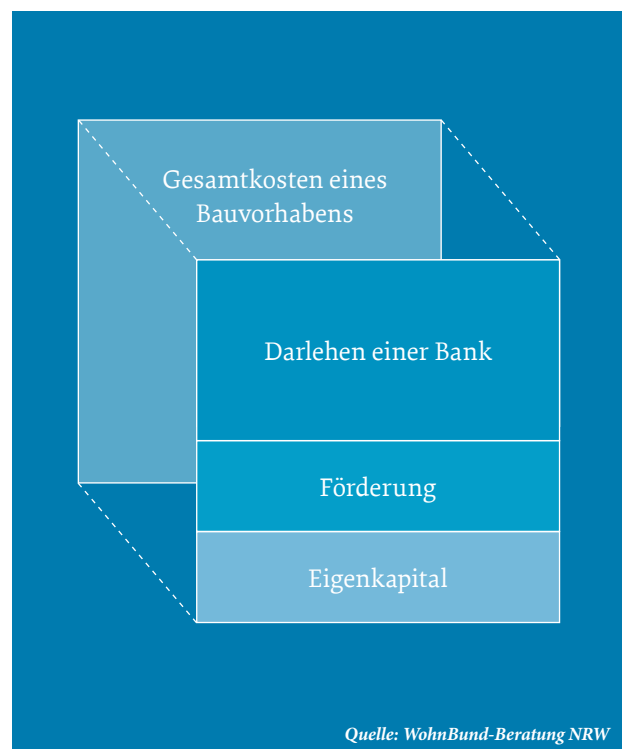 Gesamtkosten eines
Bauvorhabens
Darlehen einer Bank
Förderung
Eigenkapital
Quelle: WohnBund-Beratung NRW